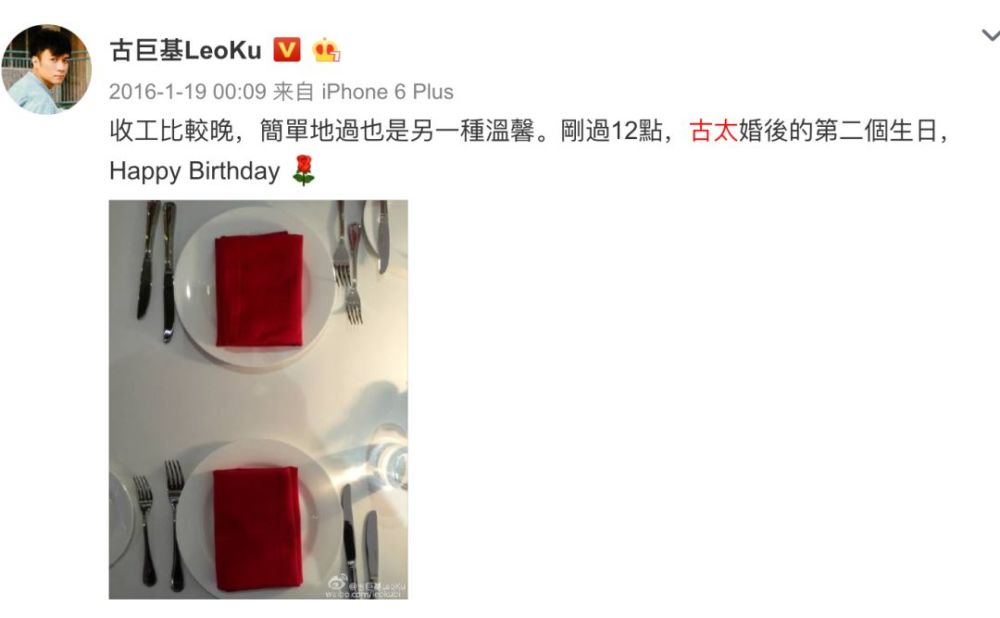 古巨基LeoKu
2016-1-19 00:09 来自 iPhone 6 Plus
收工比較晚，簡單地過也是另一種溫馨。剛過12點，古太婚後的第二個生日，
Happy Birthday
@古巨基LeoKu
weibo.com/leokubi